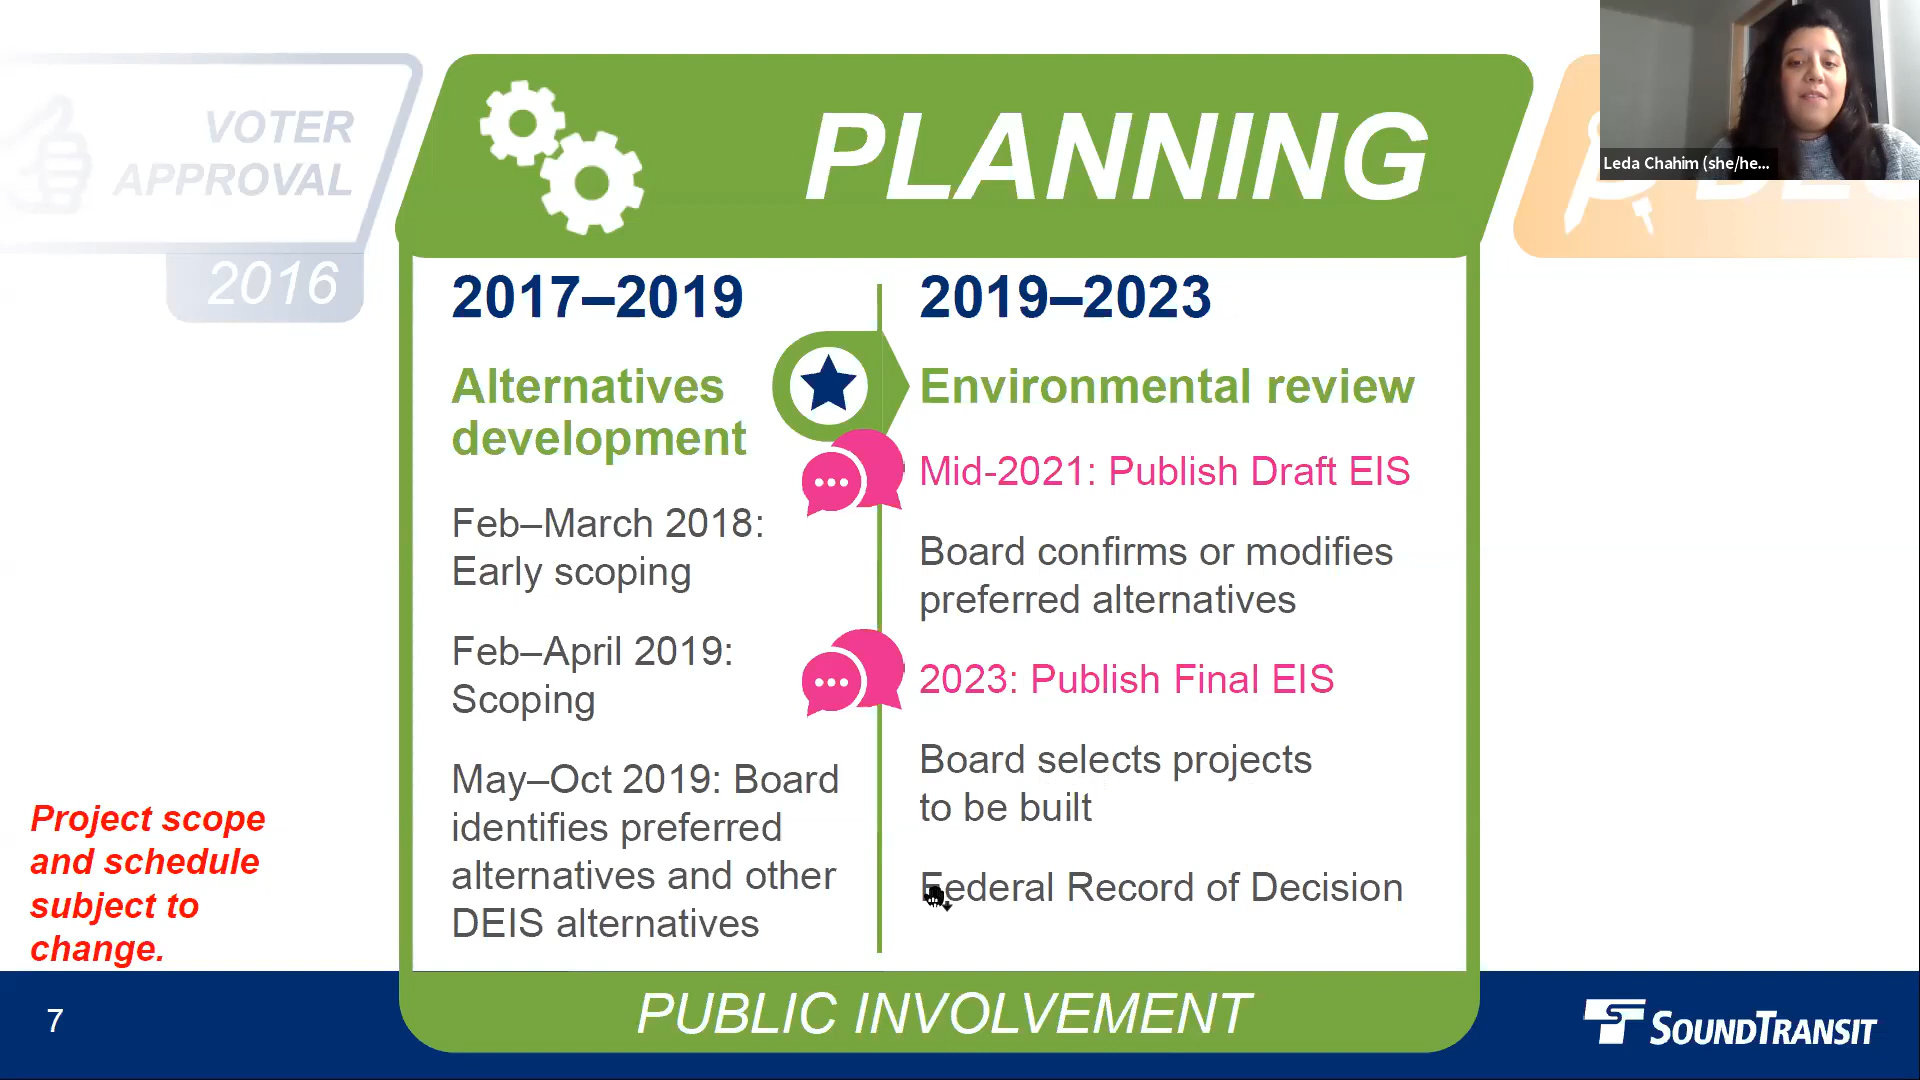 VOTER
APPROVAL
2016
PLANNING
2017–2019
Alternatives
development
Feb–March 2018:
Early scoping
Feb–April 2019:
Scoping
May–Oct 2019: Board
identifies preferred
alternatives and other
DEIS alternatives
2019–2023
Environmental review
Mid-2021: Publish Draft EIS
Board confirms or modifies
preferred alternatives
2023: Publish Final EIS
Board selects projects
to be built
Federal Record of Decision
PUBLIC INVOLVEMENT
Leda Chahim (she/he...
Project scope
and schedule
subject to
change.
7
SOUNDTRANSIT